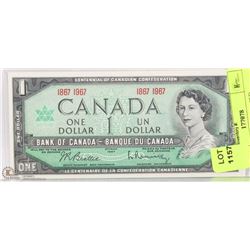 CENTENNIAL OF CANADIAN CONFEDERATION
1867 1967 1867 1967
CANADA
ONE DOLLAR 1 UN DOLLAR
BANK OF CANADA - BANQUE DU CANADA
ONE
LE CENTENAIRE DE LA CONFÉDÉRATION CANADIENNE
LOT
1157
17978